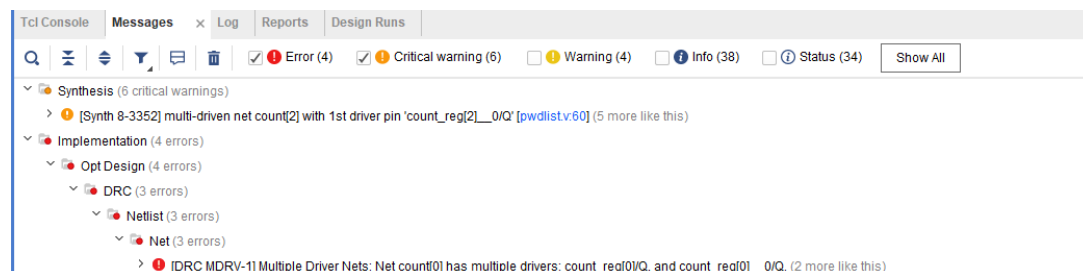 Tcl Console Messages × Log Reports Design Runs
Error (4) Critical warning (6) Warning (4) Info (38) Status (34) Show All
Synthesis (6 critical warnings)
[Synth 8-3352] multi-driven net count[2] with 1st driver pin 'count_reg[2]__0/Q' [pwdlist.v:60] (5 more like this)
Implementation (4 errors)
Opt Design (4 errors)
DRC (3 errors)
Netlist (3 errors)
Net (3 errors)
[DRC MDRV-1] Multiple Driver Nets: Net count[0] has multiple drivers: count_reg[0]/Q, and count_reg[0]__0/Q. (2 more like this)